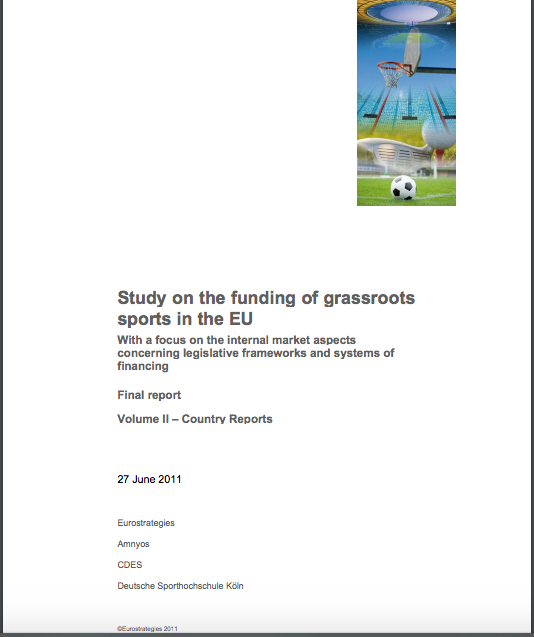 Study on the funding of grassroots
sports in the EU
With a focus on the internal market aspects
concerning legislative frameworks and systems of
financing
Final report
Volume II – Country Reports
27 June 2011
Eurostrategies
Amnyos
CDES
Deutsche Sporthochschule Köln
©Eurostrategies 2011